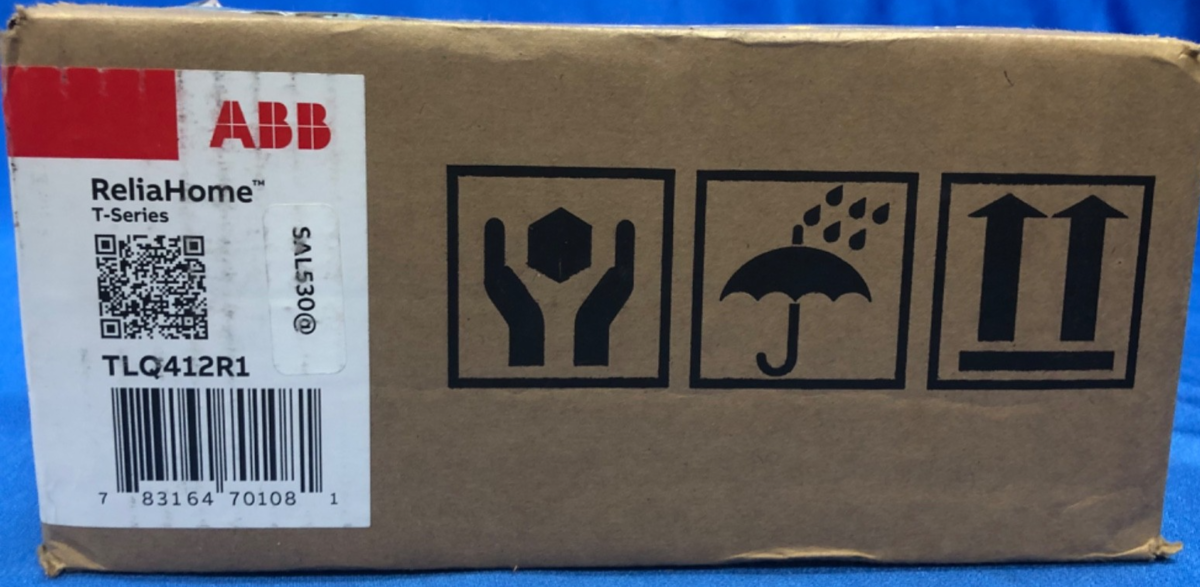 ABB
ReliaHome™
T-Series
SAL530@
TLQ412R1
7 83164 70108 1